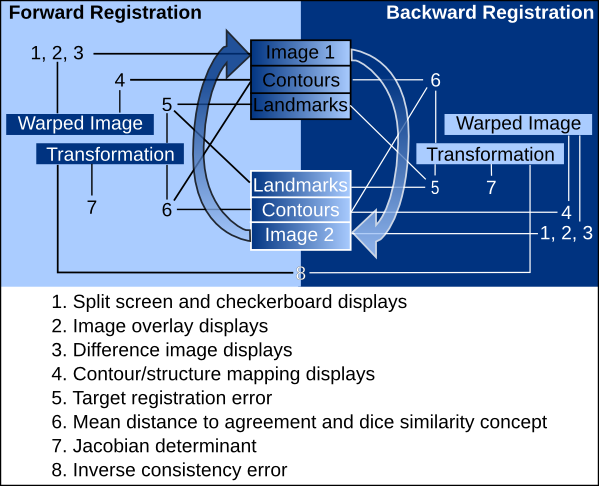 Forward Registration
Backward Registration
1, 2, 3
Image 1
4
Contours
6
5
Landmarks
Warped Image
Warped Image
Transformation
Transformation
Landmarks
5
7
7
6
Contours
4
Image 2
1, 2, 3
8
1. Split screen and checkerboard displays
2. Image overlay displays
3. Difference image displays
4. Contour/structure mapping displays
5. Target registration error
6. Mean distance to agreement and dice similarity concept
7. Jacobian determinant
8. Inverse consistency error